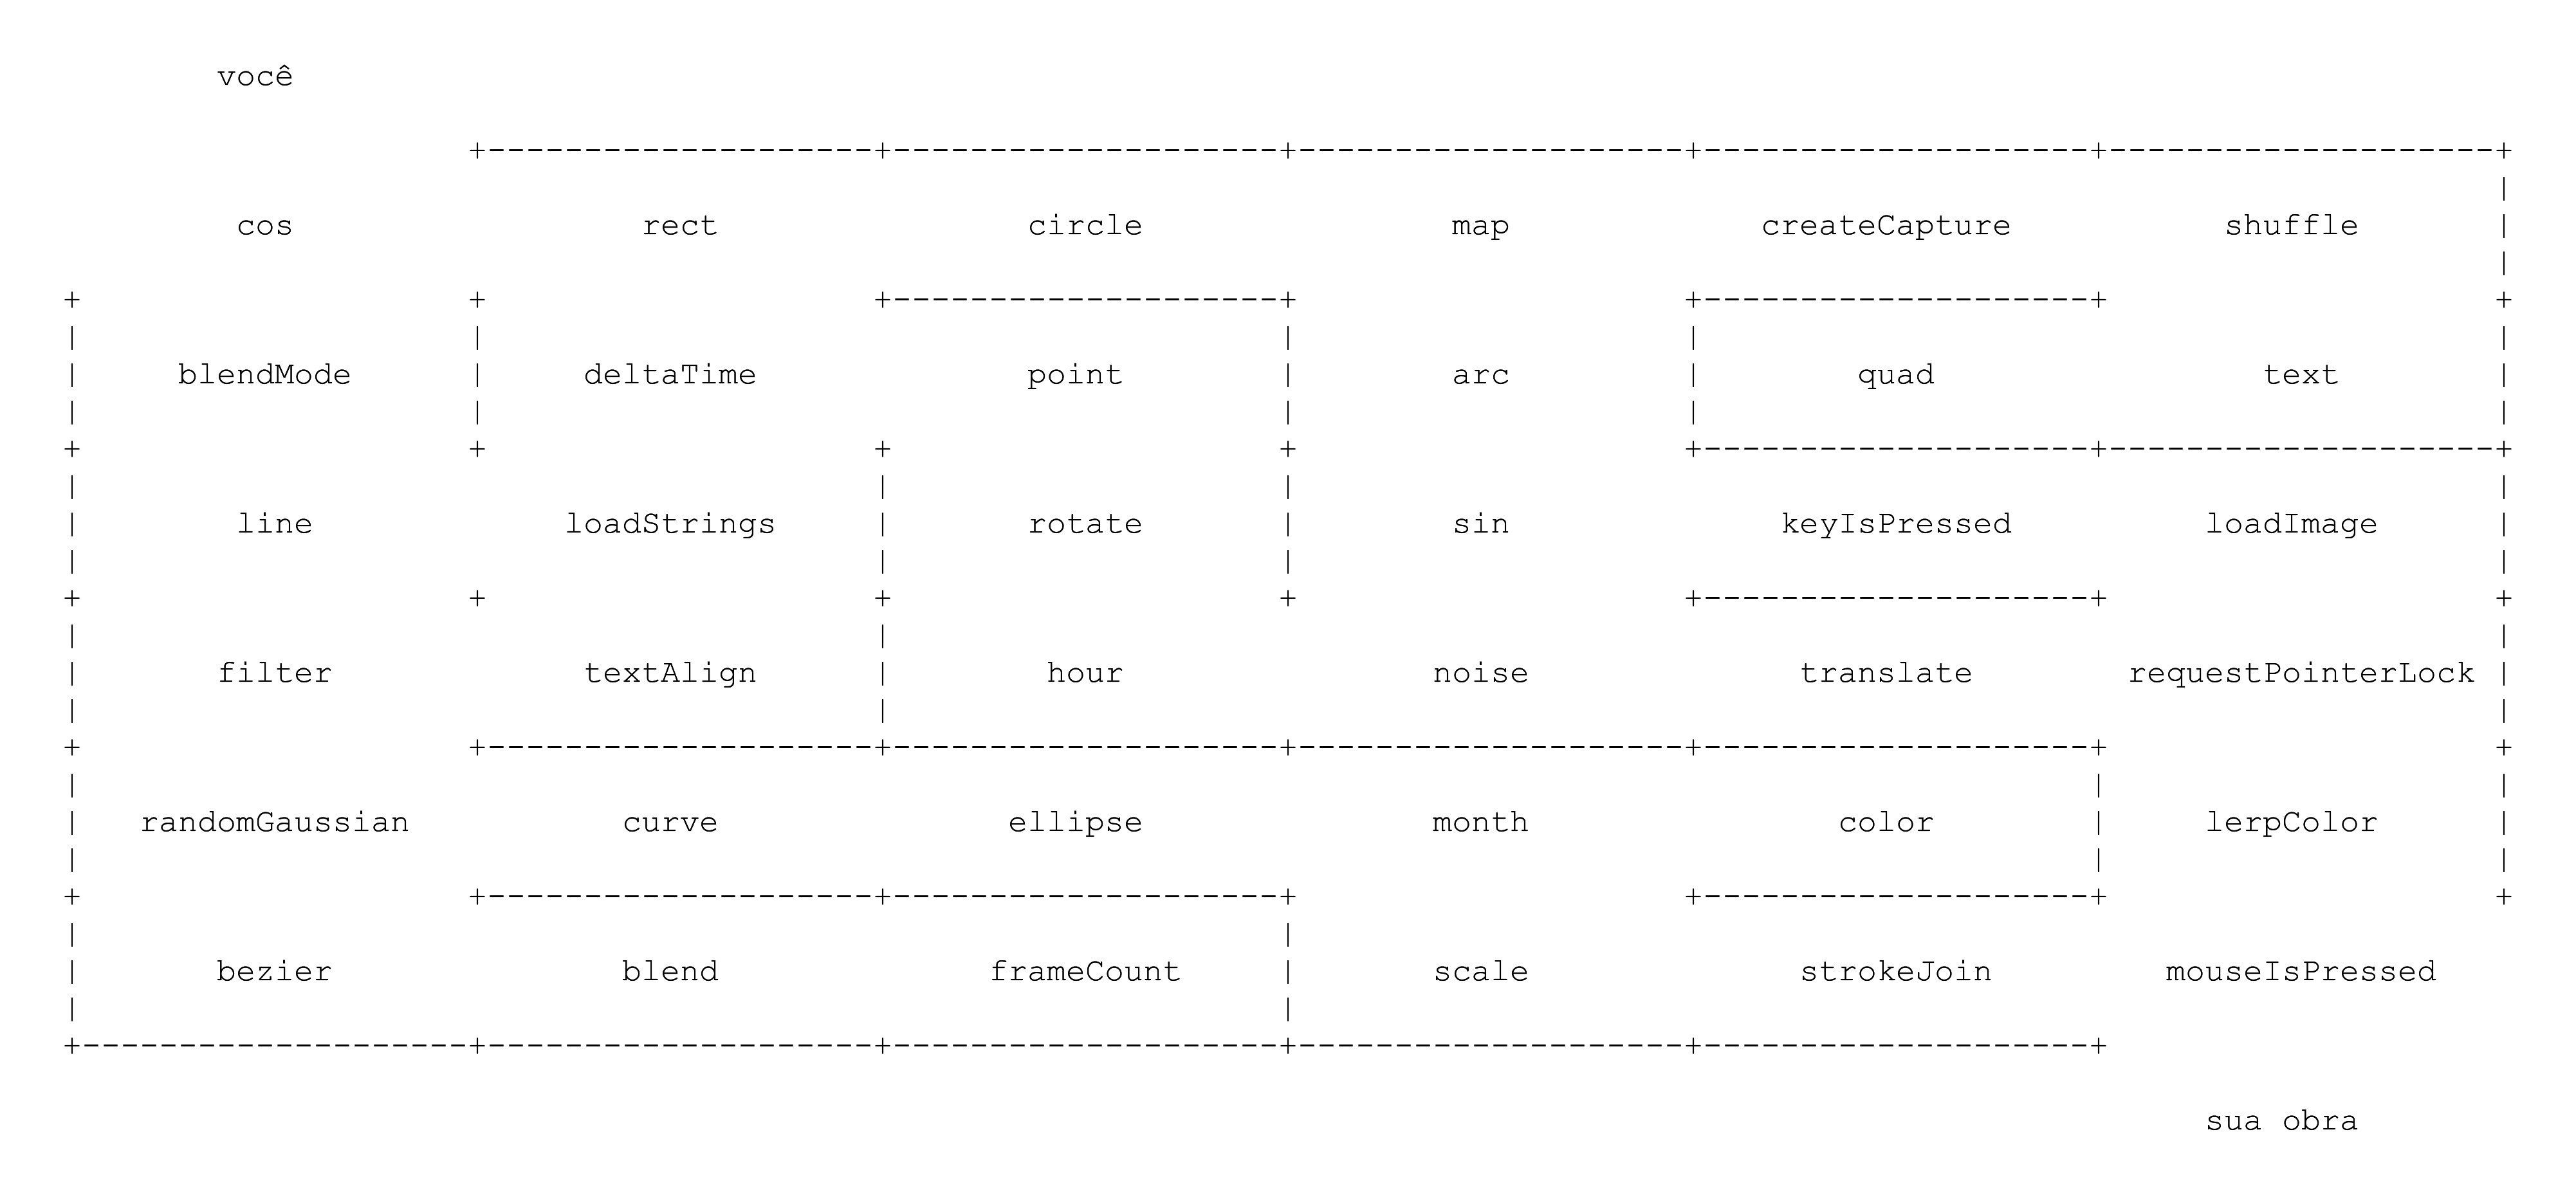 você
cos rect circle map createCapture shuffle
blendMode deltaTime point arc quad text
line loadStrings rotate sin keyIsPressed loadImage
filter textAlign hour noise translate requestPointerLock
randomGaussian curve ellipse month color lerpColor
bezier blend frameCount scale strokeJoin mouseIsPressed
sua obra